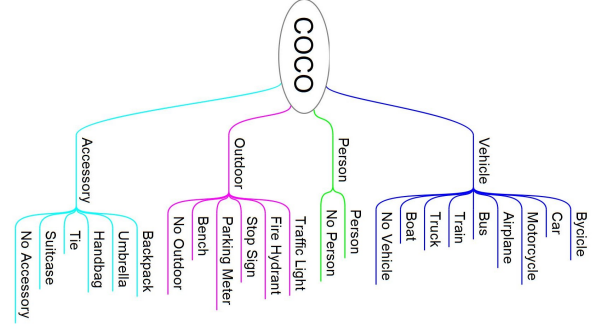 COCO
Accessory
Outdoor
Person
Vehicle
No Accessory
Suitcase
Tie
Handbag
Umbrella
Backpack
No Outdoor
Bench
Parking Meter
Stop Sign
Fire Hydrant
Traffic Light
No Person
Person
No Vehicle
Boat
Truck
Train
Bus
Airplane
Motorcycle
Car
Bycicle